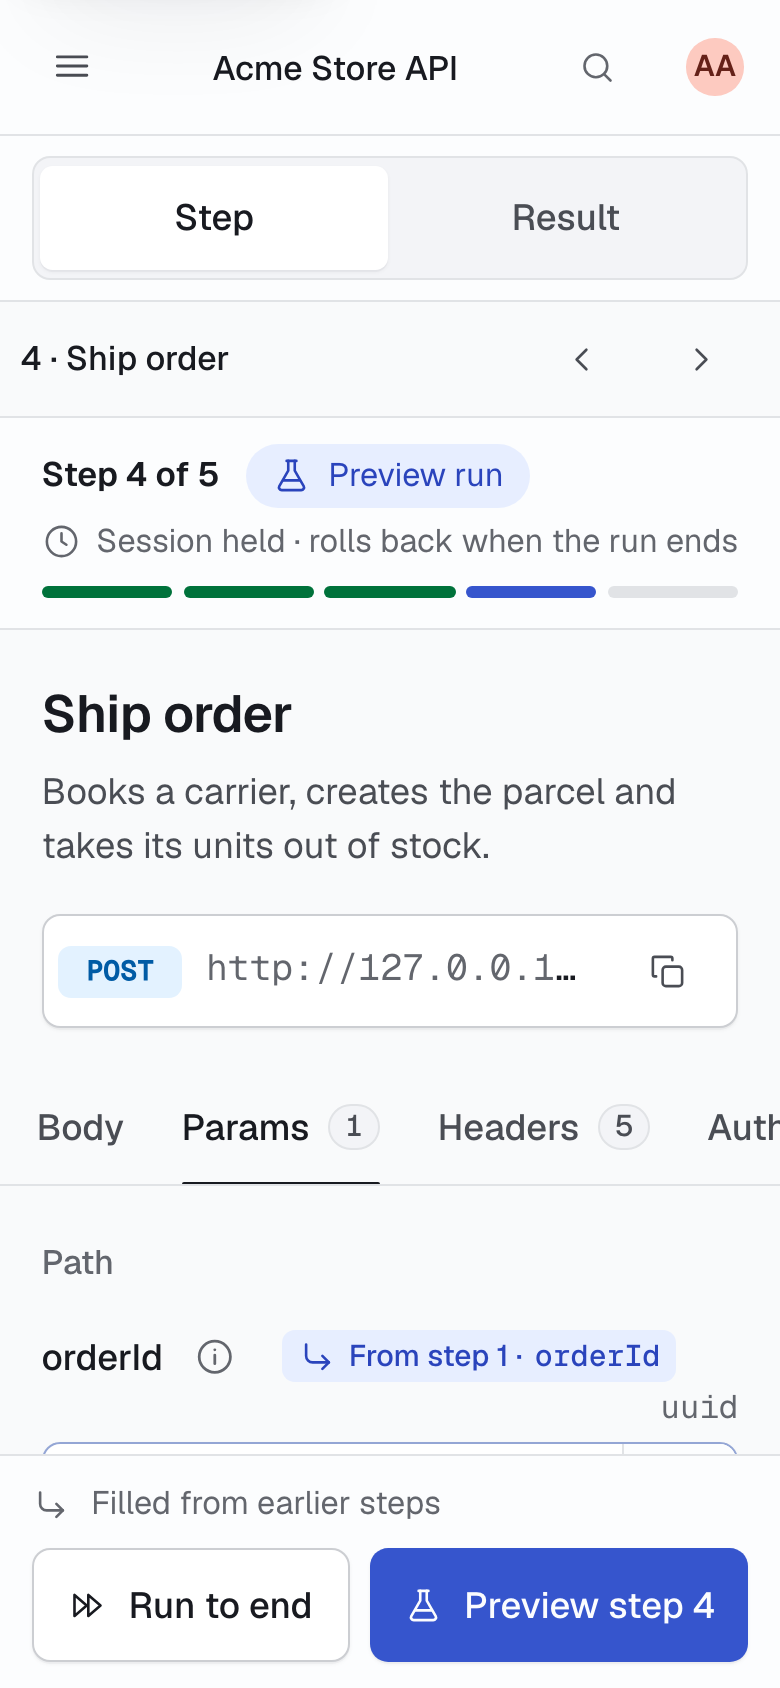 Acme Store API
AA
Step
Result
4 · Ship order
Step 4 of 5
Preview run
Session held · rolls back when the run ends
Ship order
Books a carrier, creates the parcel and
takes its units out of stock.
POST
http://127.0.0.1…
Body
Params 1
Headers 5
Auth
Path
orderId
From step 1 · orderId
uuid
Filled from earlier steps
Run to end
Preview step 4